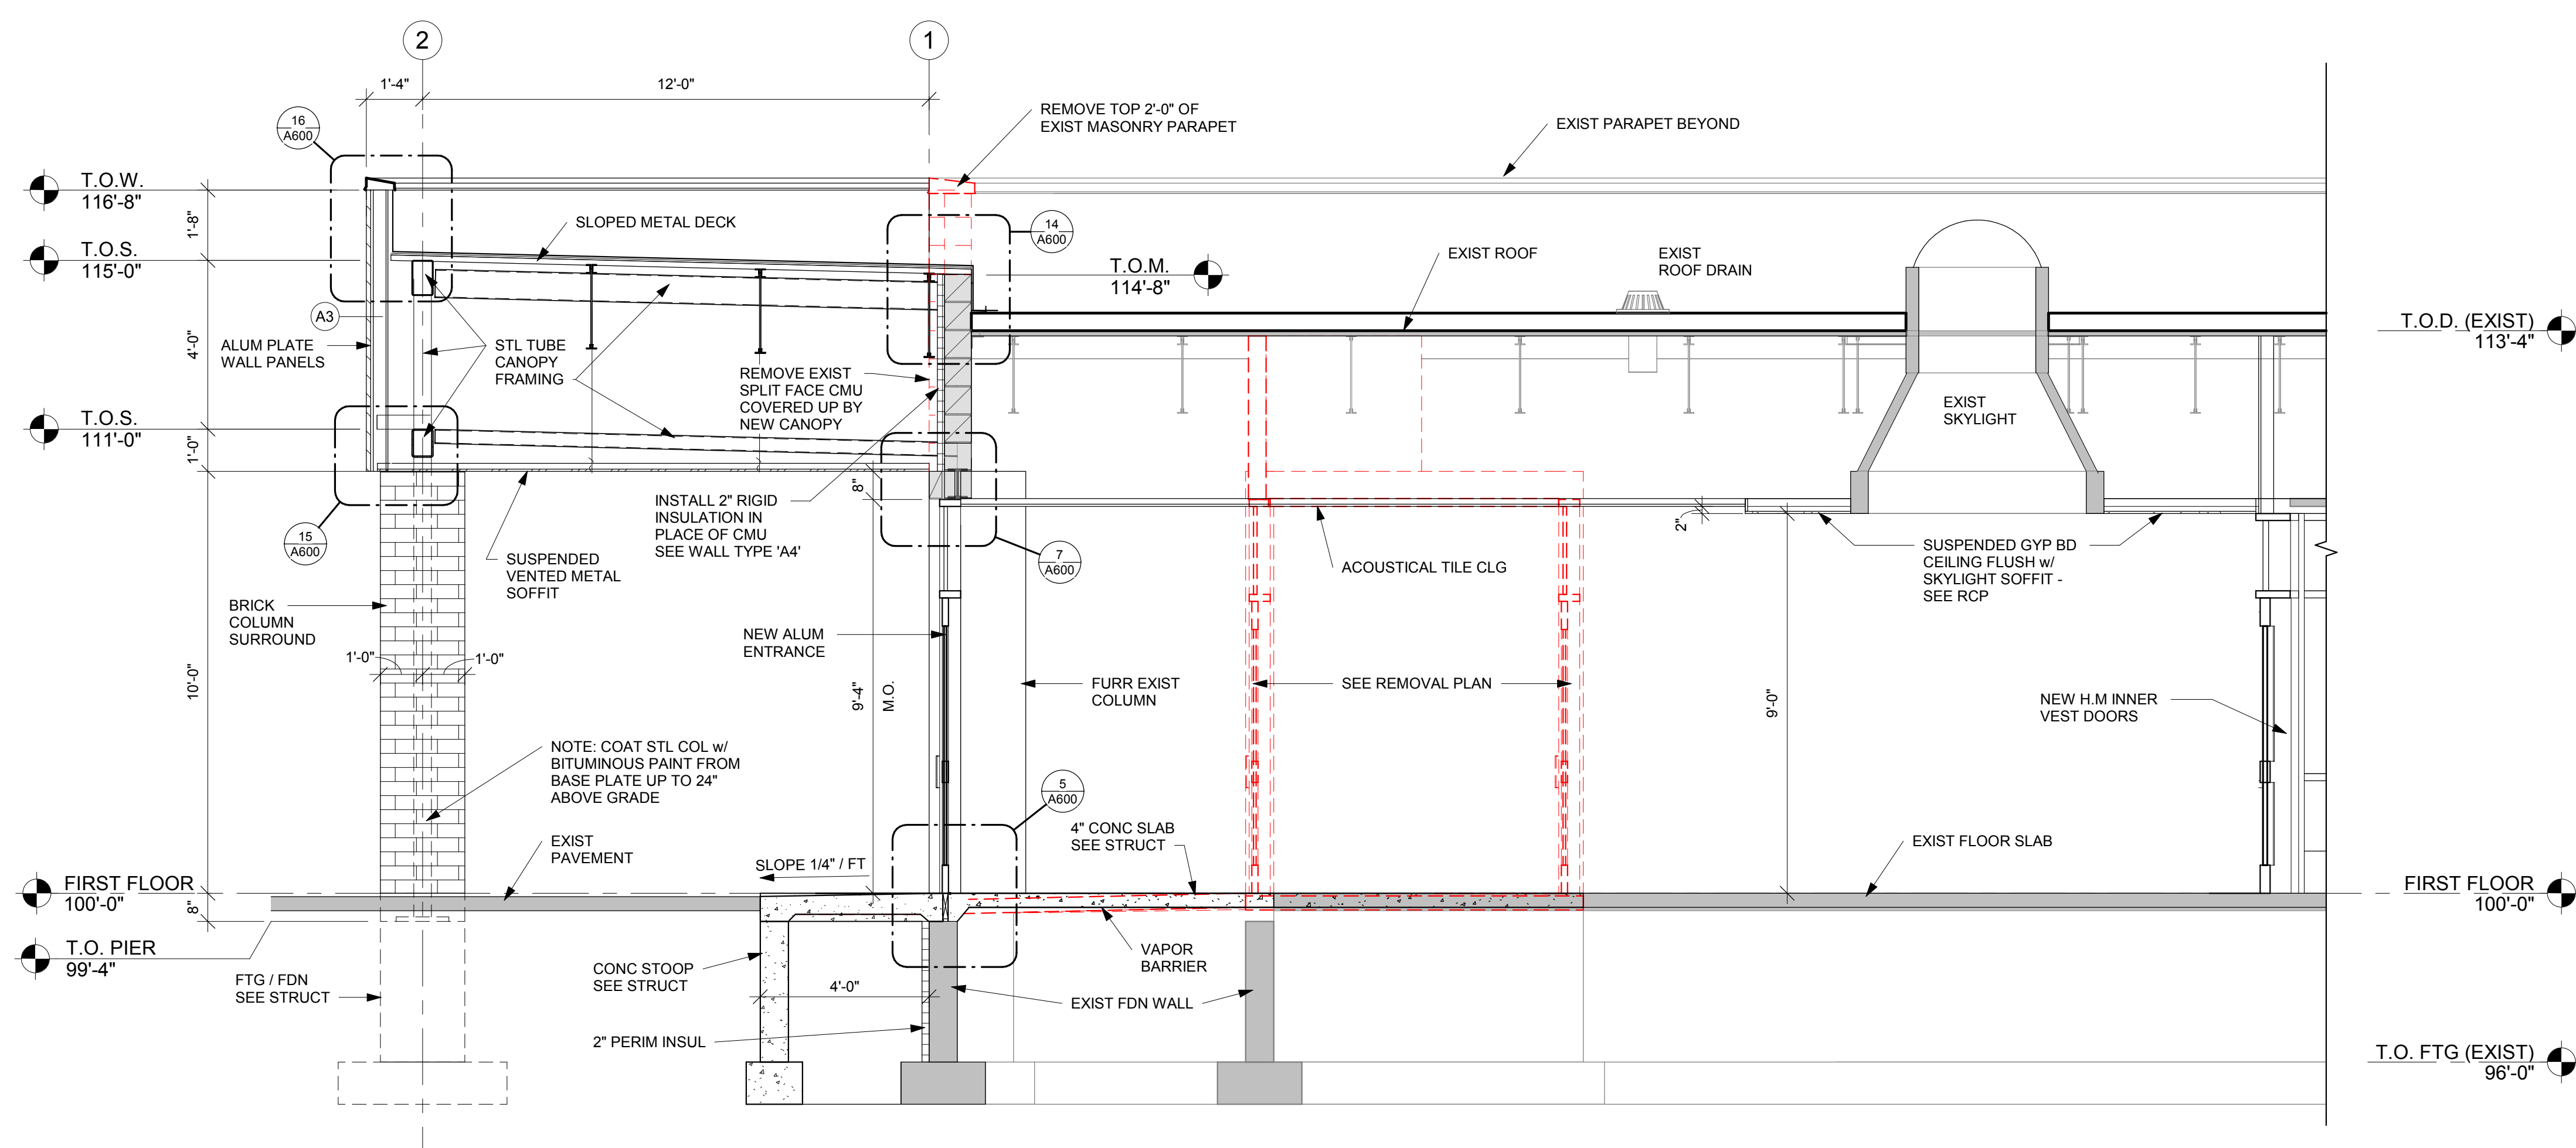 2
1
1'-4"
12'-0"
16
A600
REMOVE TOP 2'-0" OF
EXIST MASONRY PARAPET
EXIST PARAPET BEYOND
T.O.W.
116'-8"
1'-8"
SLOPED METAL DECK
14
A600
T.O.S.
115'-0"
T.O.M.
114'-8"
EXIST ROOF
EXIST
ROOF DRAIN
A3
4'-0"
ALUM PLATE
WALL PANELS
STL TUBE
CANOPY
FRAMING
REMOVE EXIST
SPLIT FACE CMU
COVERED UP BY
NEW CANOPY
T.O.D. (EXIST)
113'-4"
EXIST
SKYLIGHT
T.O.S.
111'-0"
1'-0"
8"
INSTALL 2" RIGID
INSULATION IN
PLACE OF CMU
SEE WALL TYPE 'A4'
2"
15
A600
SUSPENDED
VENTED METAL
SOFFIT
7
A600
ACOUSTICAL TILE CLG
SUSPENDED GYP BD
CEILING FLUSH w/
SKYLIGHT SOFFIT -
SEE RCP
BRICK
COLUMN
SURROUND
NEW ALUM
ENTRANCE
1'-0"
1'-0"
10'-0"
9'-4"
M.O.
FURR EXIST
COLUMN
SEE REMOVAL PLAN
9'-0"
NEW H.M INNER
VEST DOORS
NOTE: COAT STL COL w/
BITUMINOUS PAINT FROM
BASE PLATE UP TO 24"
ABOVE GRADE
5
A600
4" CONC SLAB
SEE STRUCT
EXIST
PAVEMENT
SLOPE 1/4" / FT
EXIST FLOOR SLAB
FIRST FLOOR
100'-0"
8"
FIRST FLOOR
100'-0"
T.O. PIER
99'-4"
FTG / FDN
SEE STRUCT
CONC STOOP
SEE STRUCT
4'-0"
VAPOR
BARRIER
EXIST FDN WALL
2" PERIM INSUL
T.O. FTG (EXIST)
96'-0"